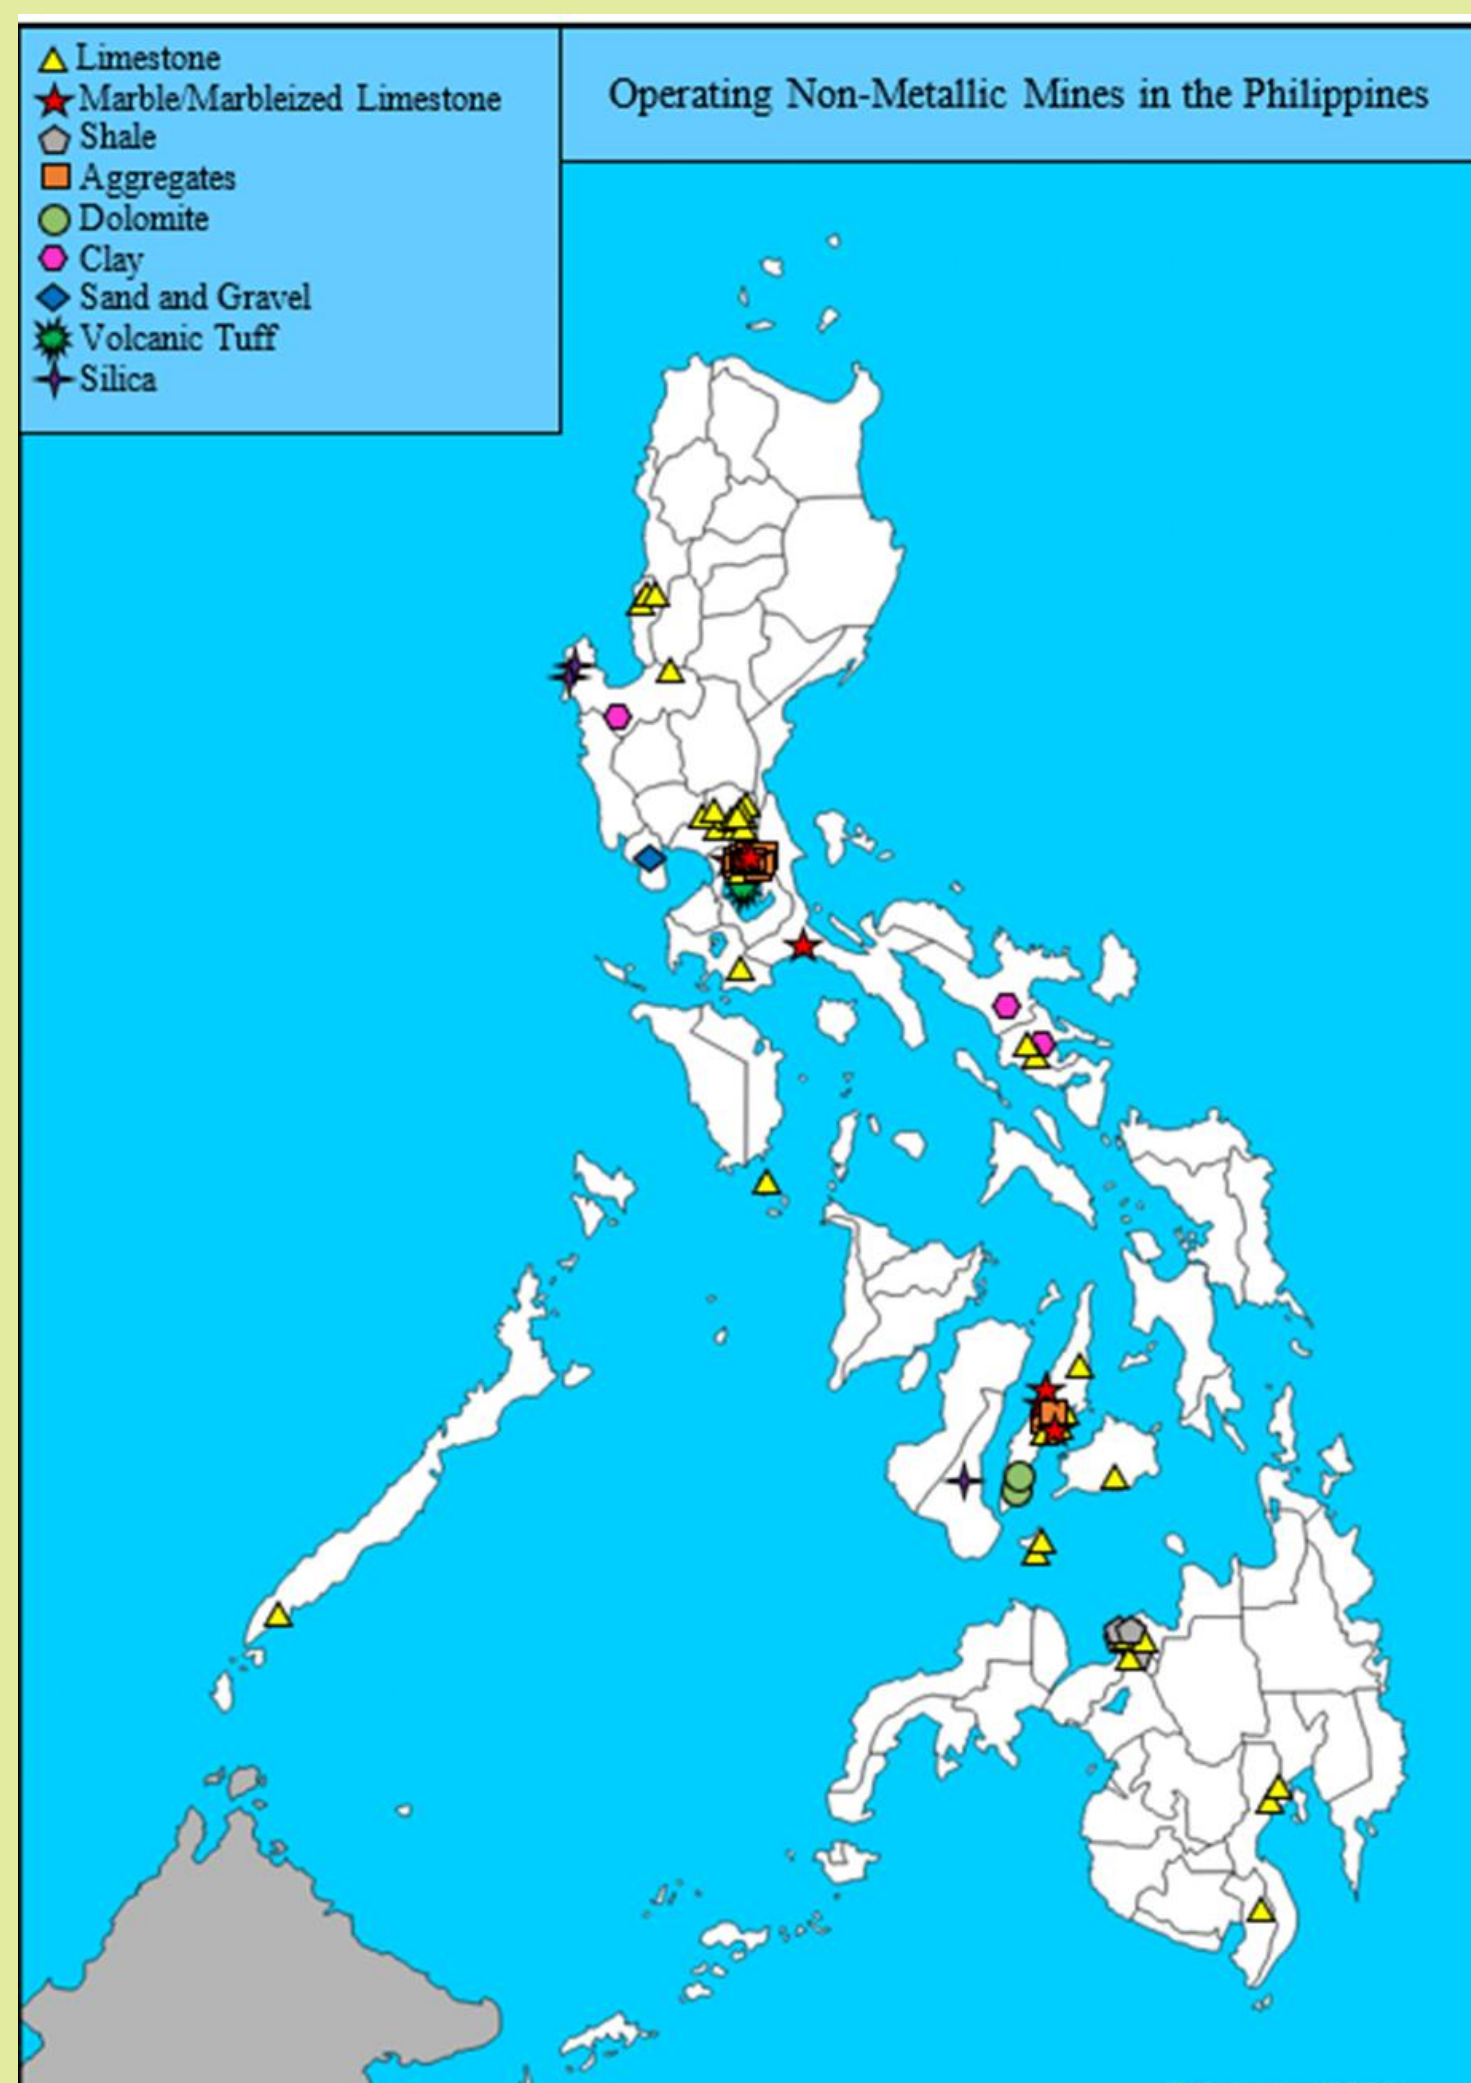 Limestone
Marble/Marbleized Limestone
Shale
Aggregates
Dolomite
Clay
Sand and Gravel
Volcanic Tuff
Silica
Operating Non-Metallic Mines in the Philippines